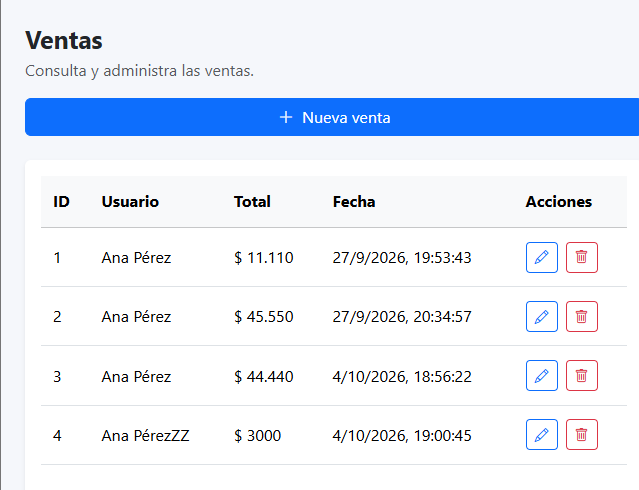 Ventas
Consulta y administra las ventas.
+ Nueva venta
ID Usuario Total Fecha Acciones
1 Ana Pérez $ 11.110 27/9/2026, 19:53:43
2 Ana Pérez $ 45.550 27/9/2026, 20:34:57
3 Ana Pérez $ 44.440 4/10/2026, 18:56:22
4 Ana PérezZZ $ 3000 4/10/2026, 19:00:45